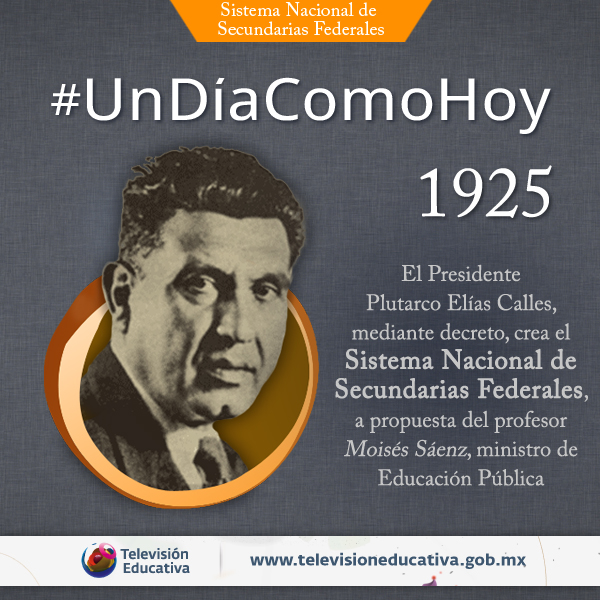 Sistema Nacional de
Secundarias Federales
#UnDíaComoHoy
1925
El Presidente
Plutarco Elías Calles,
mediante decreto, crea el
Sistema Nacional de
Secundarias Federales,
a propuesta del profesor
Moisés Sáenz, ministro de
Educación Pública
Televisión
Educativa
www.televisioneducativa.gob.mx